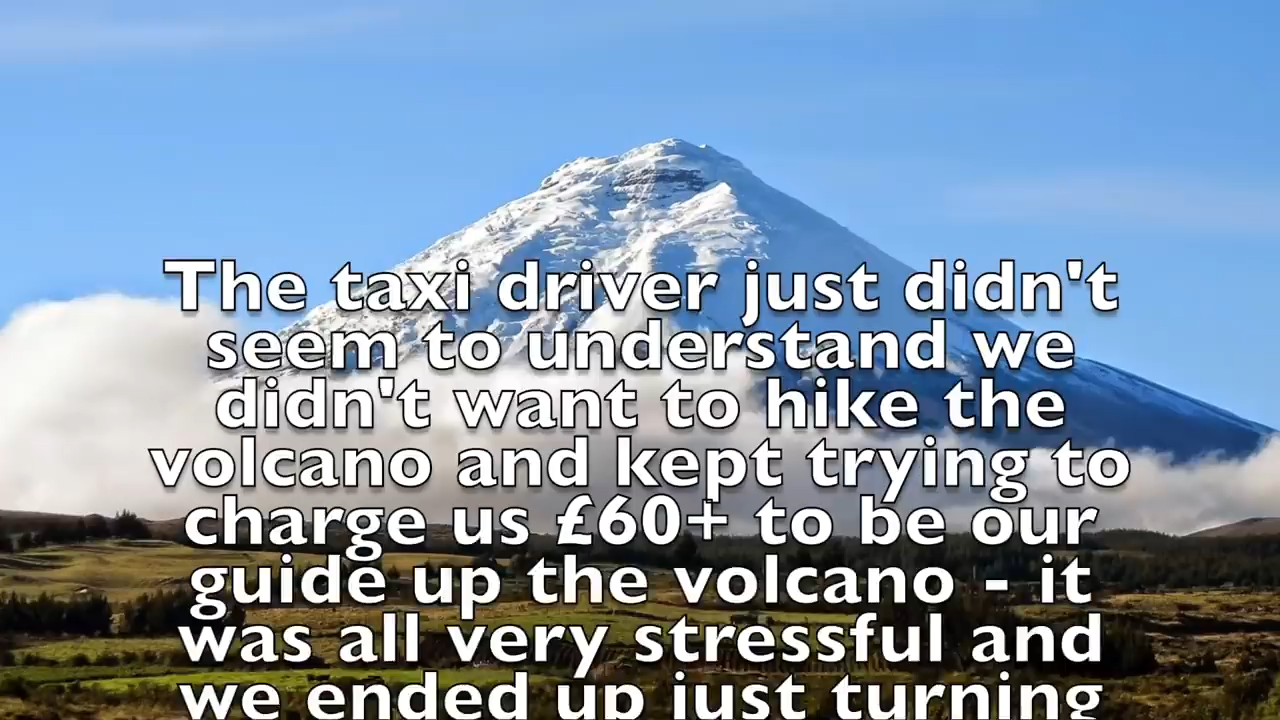 The taxi driver just didn't
seem to understand we
didn't want to hike the
volcano and kept trying to
charge us £60+ to be our
guide up the volcano - it
was all very stressful and
we ended up just turning